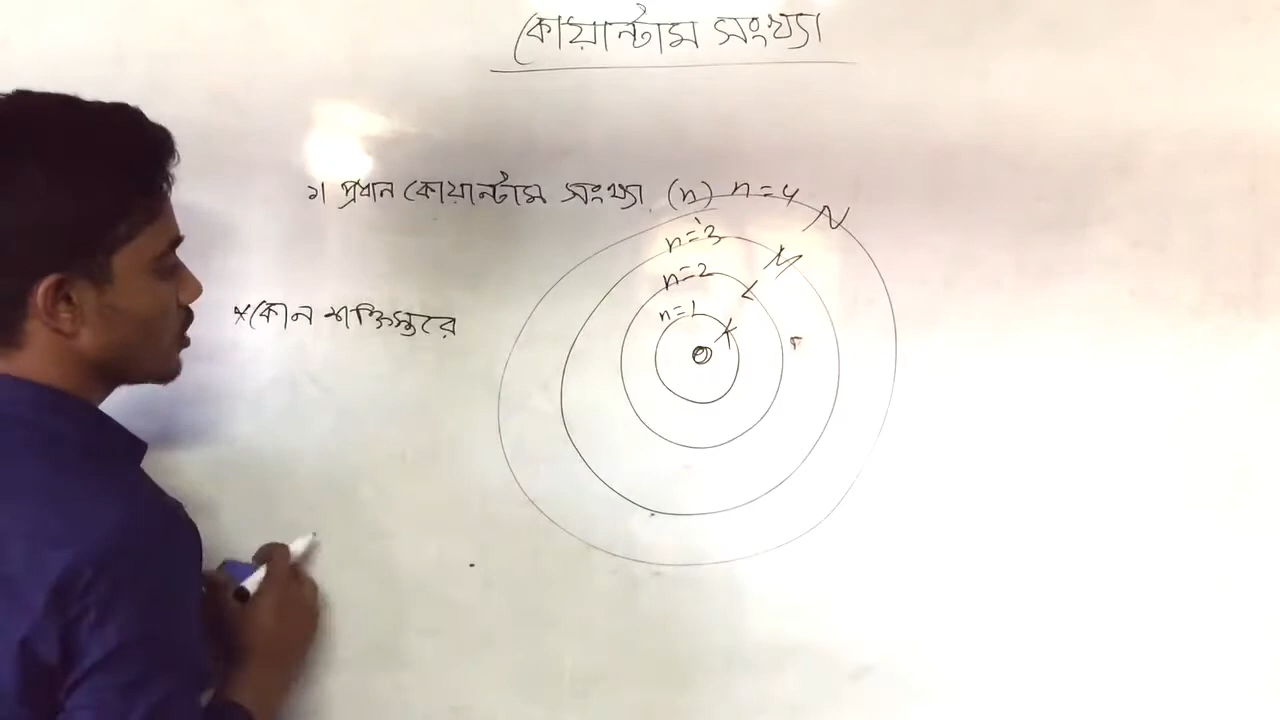 কোয়ান্টাম সংখ্যা
১। প্রধান কোয়ান্টাম সংখ্যা (n)
n=4 N
n=3 M
n=2 L
n=1 K
*কোন শক্তিস্তরে